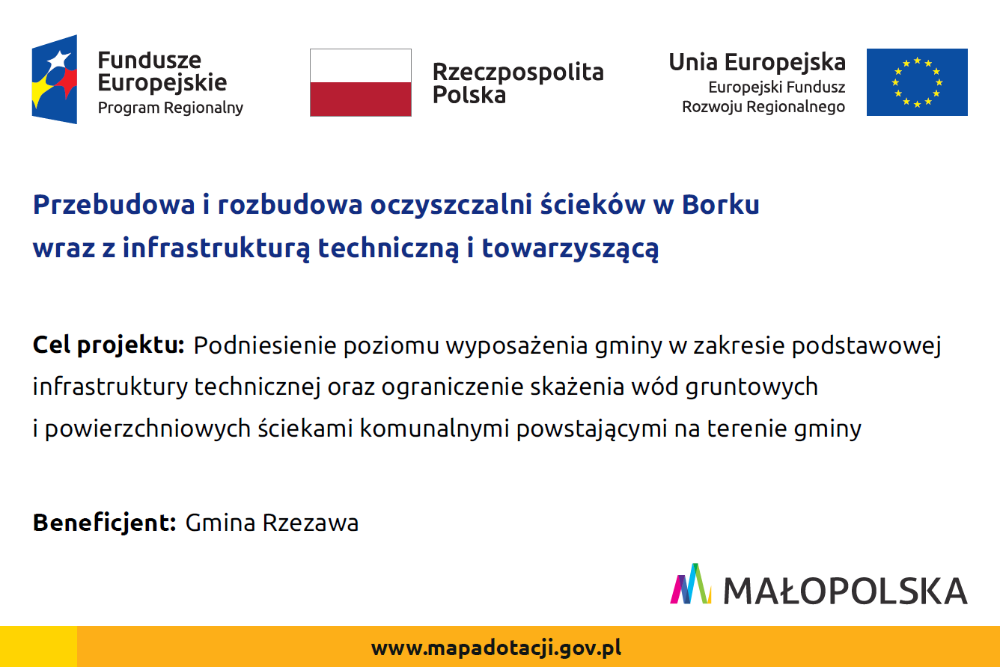 Fundusze
Europejskie
Program Regionalny
Rzeczpospolita
Polska
Unia Europejska
Europejski Fundusz
Rozwoju Regionalnego
Przebudowa i rozbudowa oczyszczalni ścieków w Borku
wraz z infrastrukturą techniczną i towarzyszącą
Cel projektu: Podniesienie poziomu wyposażenia gminy w zakresie podstawowej
infrastruktury technicznej oraz ograniczenie skażenia wód gruntowych
i powierzchniowych ściekami komunalnymi powstającymi na terenie gminy
Beneficjent: Gmina Rzezawa
MAŁOPOLSKA
www.mapadotacji.gov.pl